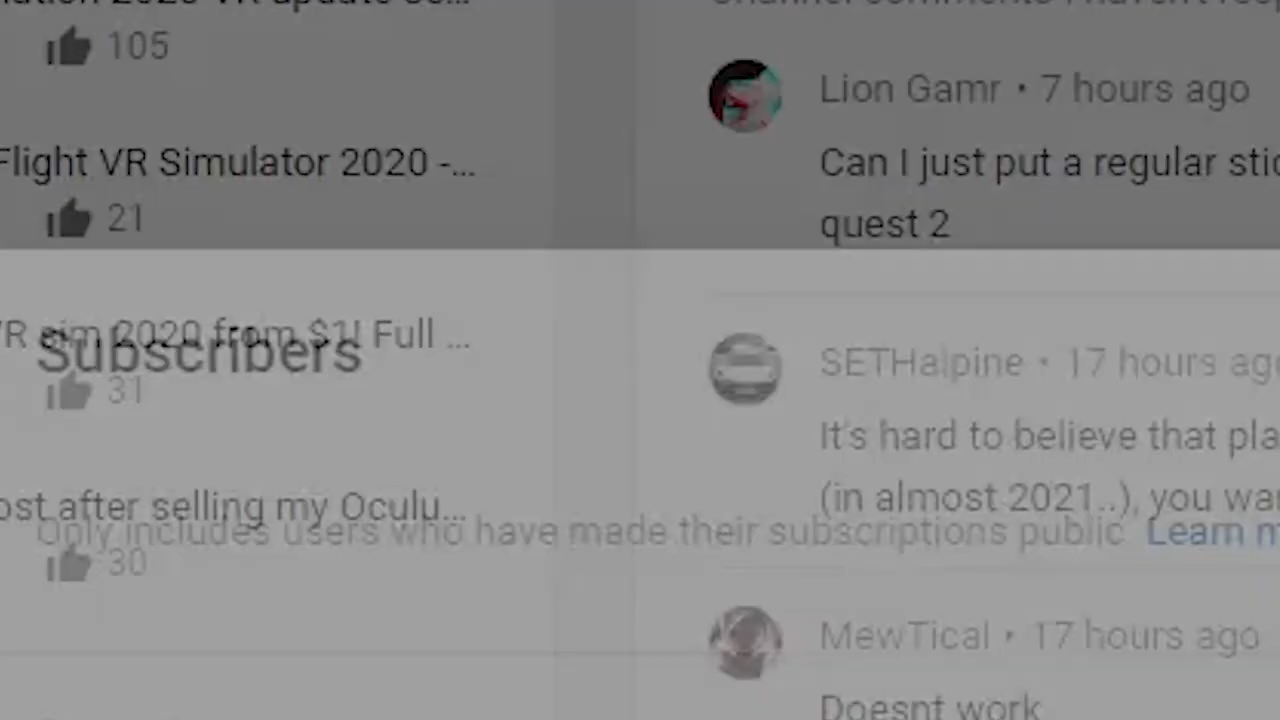 105
Flight VR Simulator 2020 -...
21
VR sim 2020 from $1! Full ...
31
Subscribers
ost after selling my Oculu...
30
Only includes users who have made their subscriptions public Learn m
Lion Gamr • 7 hours ago
Can I just put a regular stic
quest 2
SETHalpine • 17 hours ago
It's hard to believe that pla
(in almost 2021..), you wa
MewTical • 17 hours ago
Doesnt work